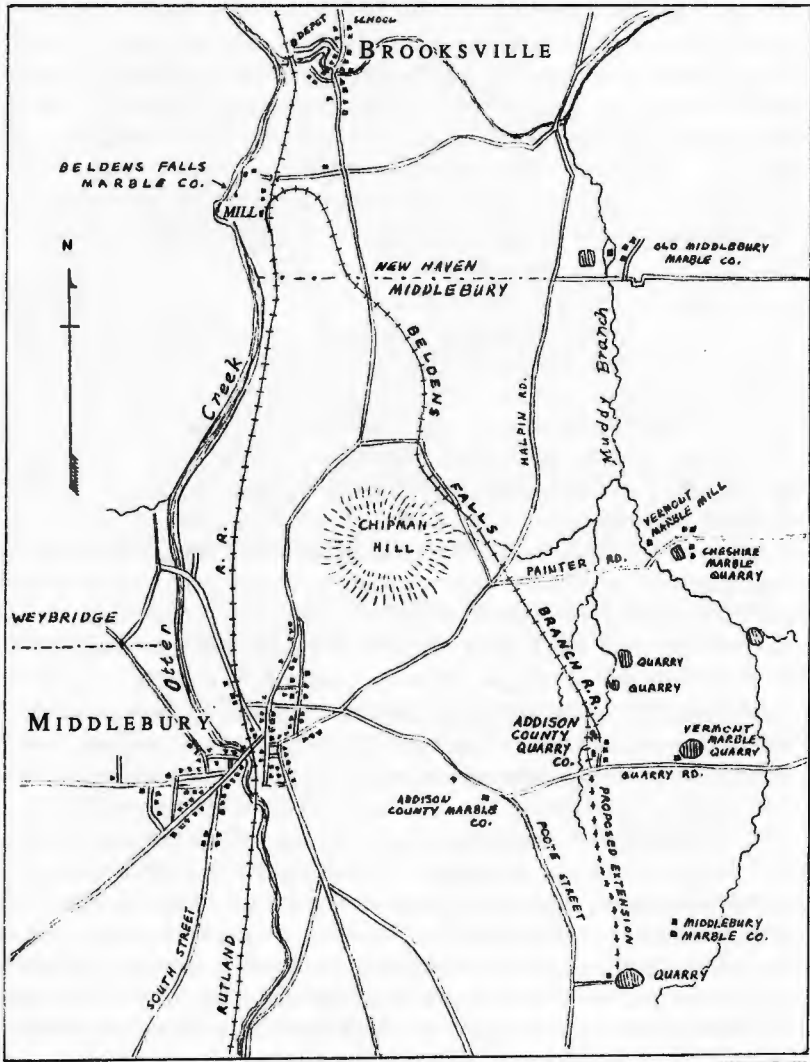 DEPOT
SCHOOL
BROOKSVILLE
BELDENS FALLS
MARBLE CO.
MILL
N
OLD MIDDLEBURY
MARBLE CO.
NEW HAVEN
MIDDLEBURY
BELDENS
FALLS
BRANCH R.R.
Creek
HALPIN RD.
Muddy Branch
CHIPMAN
HILL
R. R.
VERMONT
MARBLE MILL
CHESHIRE
MARBLE
QUARRY
PAINTER RD.
WEYBRIDGE
Otter
QUARRY
QUARRY
MIDDLEBURY
ADDISON
COUNTY
QUARRY
CO.
VERMONT
MARBLE
QUARRY
QUARRY RD.
ADDISON
COUNTY MARBLE
CO.
FOOTE STREET
PROPOSED EXTENSION
MIDDLEBURY
MARBLE CO.
QUARRY
SOUTH STREET
RUTLAND